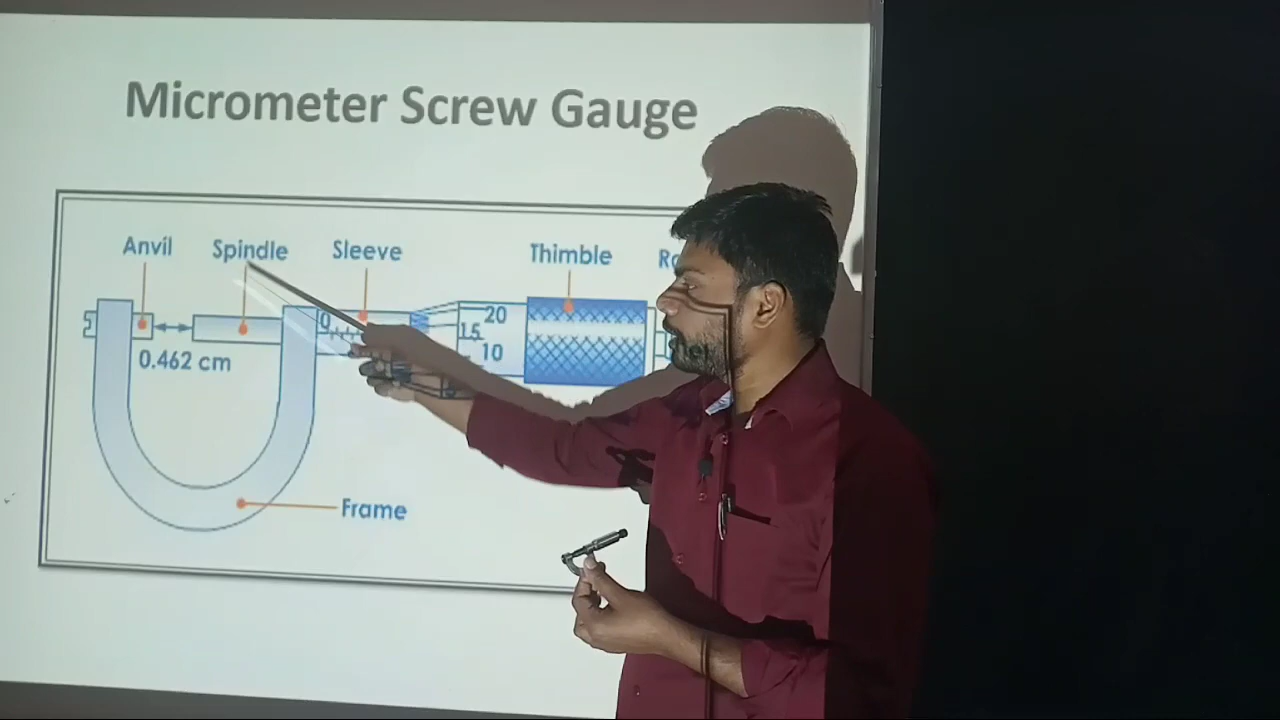 Micrometer Screw Gauge
Anvil Spindle Sleeve Thimble
0 20
15
10
0.462 cm
Frame